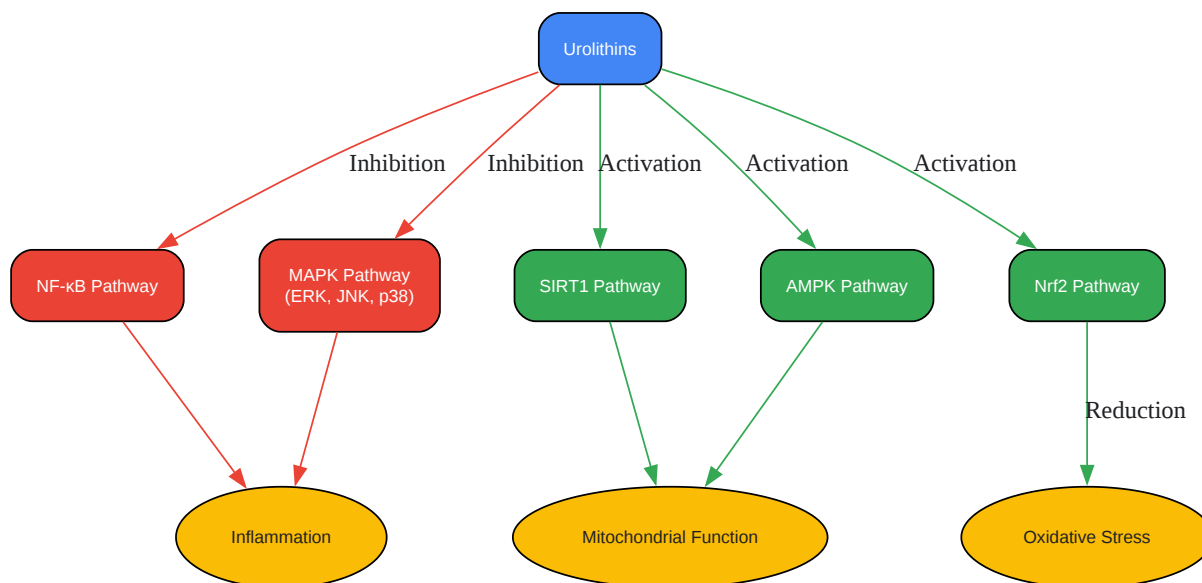 Urolithins
Inhibition
Inhibition
Activation
Activation
Activation
NF-κB Pathway
MAPK Pathway
(ERK, JNK, p38)
SIRT1 Pathway
AMPK Pathway
Nrf2 Pathway
Reduction
Inflammation
Mitochondrial Function
Oxidative Stress